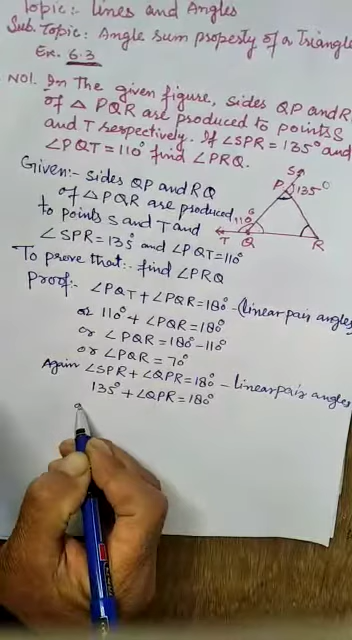 Topic:- Lines and Angles
Sub. Topic: Angle sum property of a Triangle
Ex. 6.3
NO1. In the given figure, sides QP and R
of △ PQR are produced to points S
and T respectively. If ∠SPR = 135° and
∠PQT = 110° find ∠PRQ.
Given:- Sides QP and RQ
of △PQR are produced
to points S and T and
∠SPR = 135° and ∠PQT = 110°
S
P 135°
110°
T Q R
To prove that:- find ∠PRQ
Proof:- ∠PQT + ∠PQR = 180° - (linear pair angles
or 110° + ∠PQR = 180°
or ∠PQR = 180° - 110°
or ∠PQR = 70°
Again ∠SPR + ∠QPR = 180° - linear pair angles
135° + ∠QPR = 180°